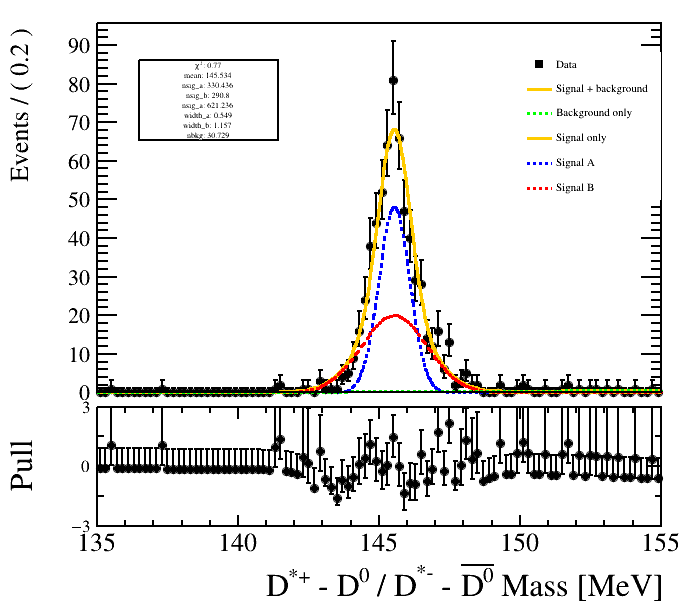 Events / ( 0.2 )
90
80
70
60
50
40
30
20
10
0
χ²: 0.77
mean: 145.534
nsig_a: 330.436
nsig_b: 290.8
nsig_a: 621.236
width_a: 0.549
width_b: 1.157
nbkg: 30.729
Data
Signal + background
Background only
Signal only
Signal A
Signal B
Pull
3
0
−3
135 140 145 150 155
D*+ - D0 / D*- - D̅0̅ Mass [MeV]